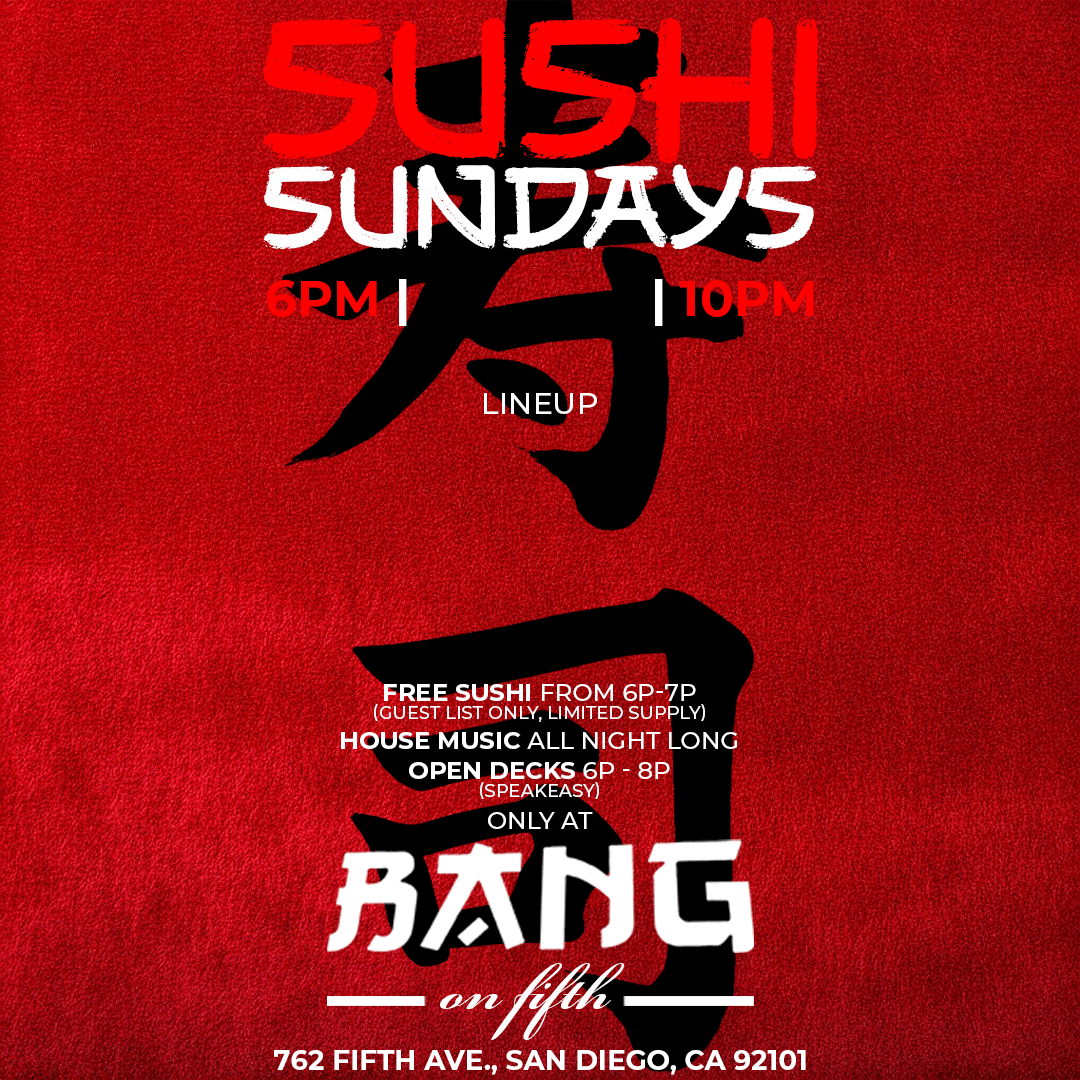 SUSHI
SUNDAYS
6PM | | 10PM
LINEUP
寿
司
FREE SUSHI FROM 6P-7P
(GUEST LIST ONLY, LIMITED SUPPLY)
HOUSE MUSIC ALL NIGHT LONG
OPEN DECKS 6P - 8P
(SPEAKEASY)
ONLY AT
BANG
on fifth
762 FIFTH AVE., SAN DIEGO, CA 92101